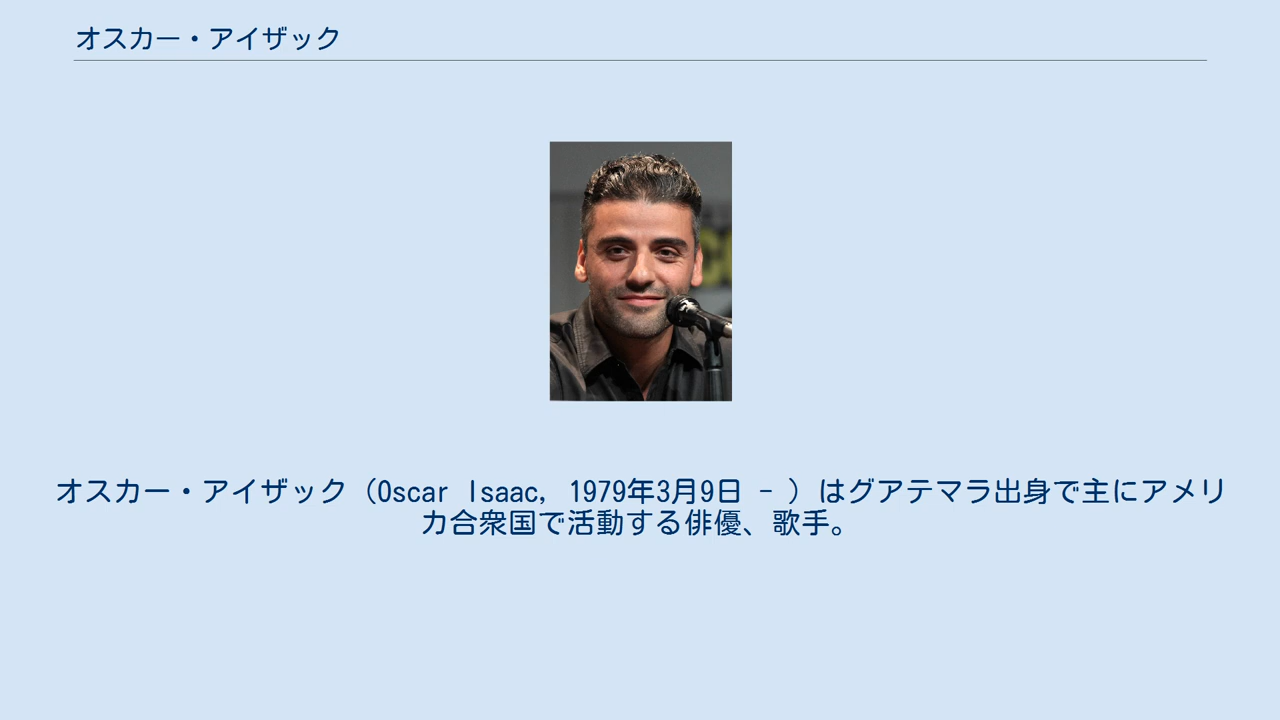 オスカー・アイザック
オスカー・アイザック（Oscar Isaac, 1979年3月9日 - ）はグアテマラ出身で主にアメリ
カ合衆国で活動する俳優、歌手。